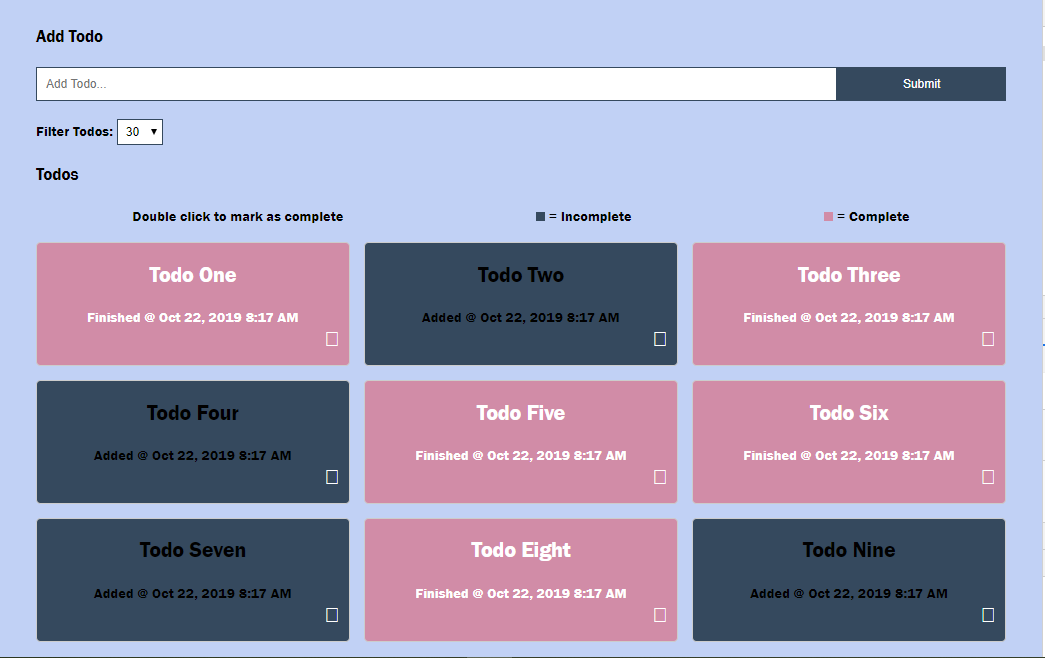 Add Todo
Add Todo...
Submit
Filter Todos: 30
Todos
Double click to mark as complete
= Incomplete
= Complete
Todo One
Finished @ Oct 22, 2019 8:17 AM
Todo Two
Added @ Oct 22, 2019 8:17 AM
Todo Three
Finished @ Oct 22, 2019 8:17 AM
Todo Four
Added @ Oct 22, 2019 8:17 AM
Todo Five
Finished @ Oct 22, 2019 8:17 AM
Todo Six
Finished @ Oct 22, 2019 8:17 AM
Todo Seven
Added @ Oct 22, 2019 8:17 AM
Todo Eight
Finished @ Oct 22, 2019 8:17 AM
Todo Nine
Added @ Oct 22, 2019 8:17 AM